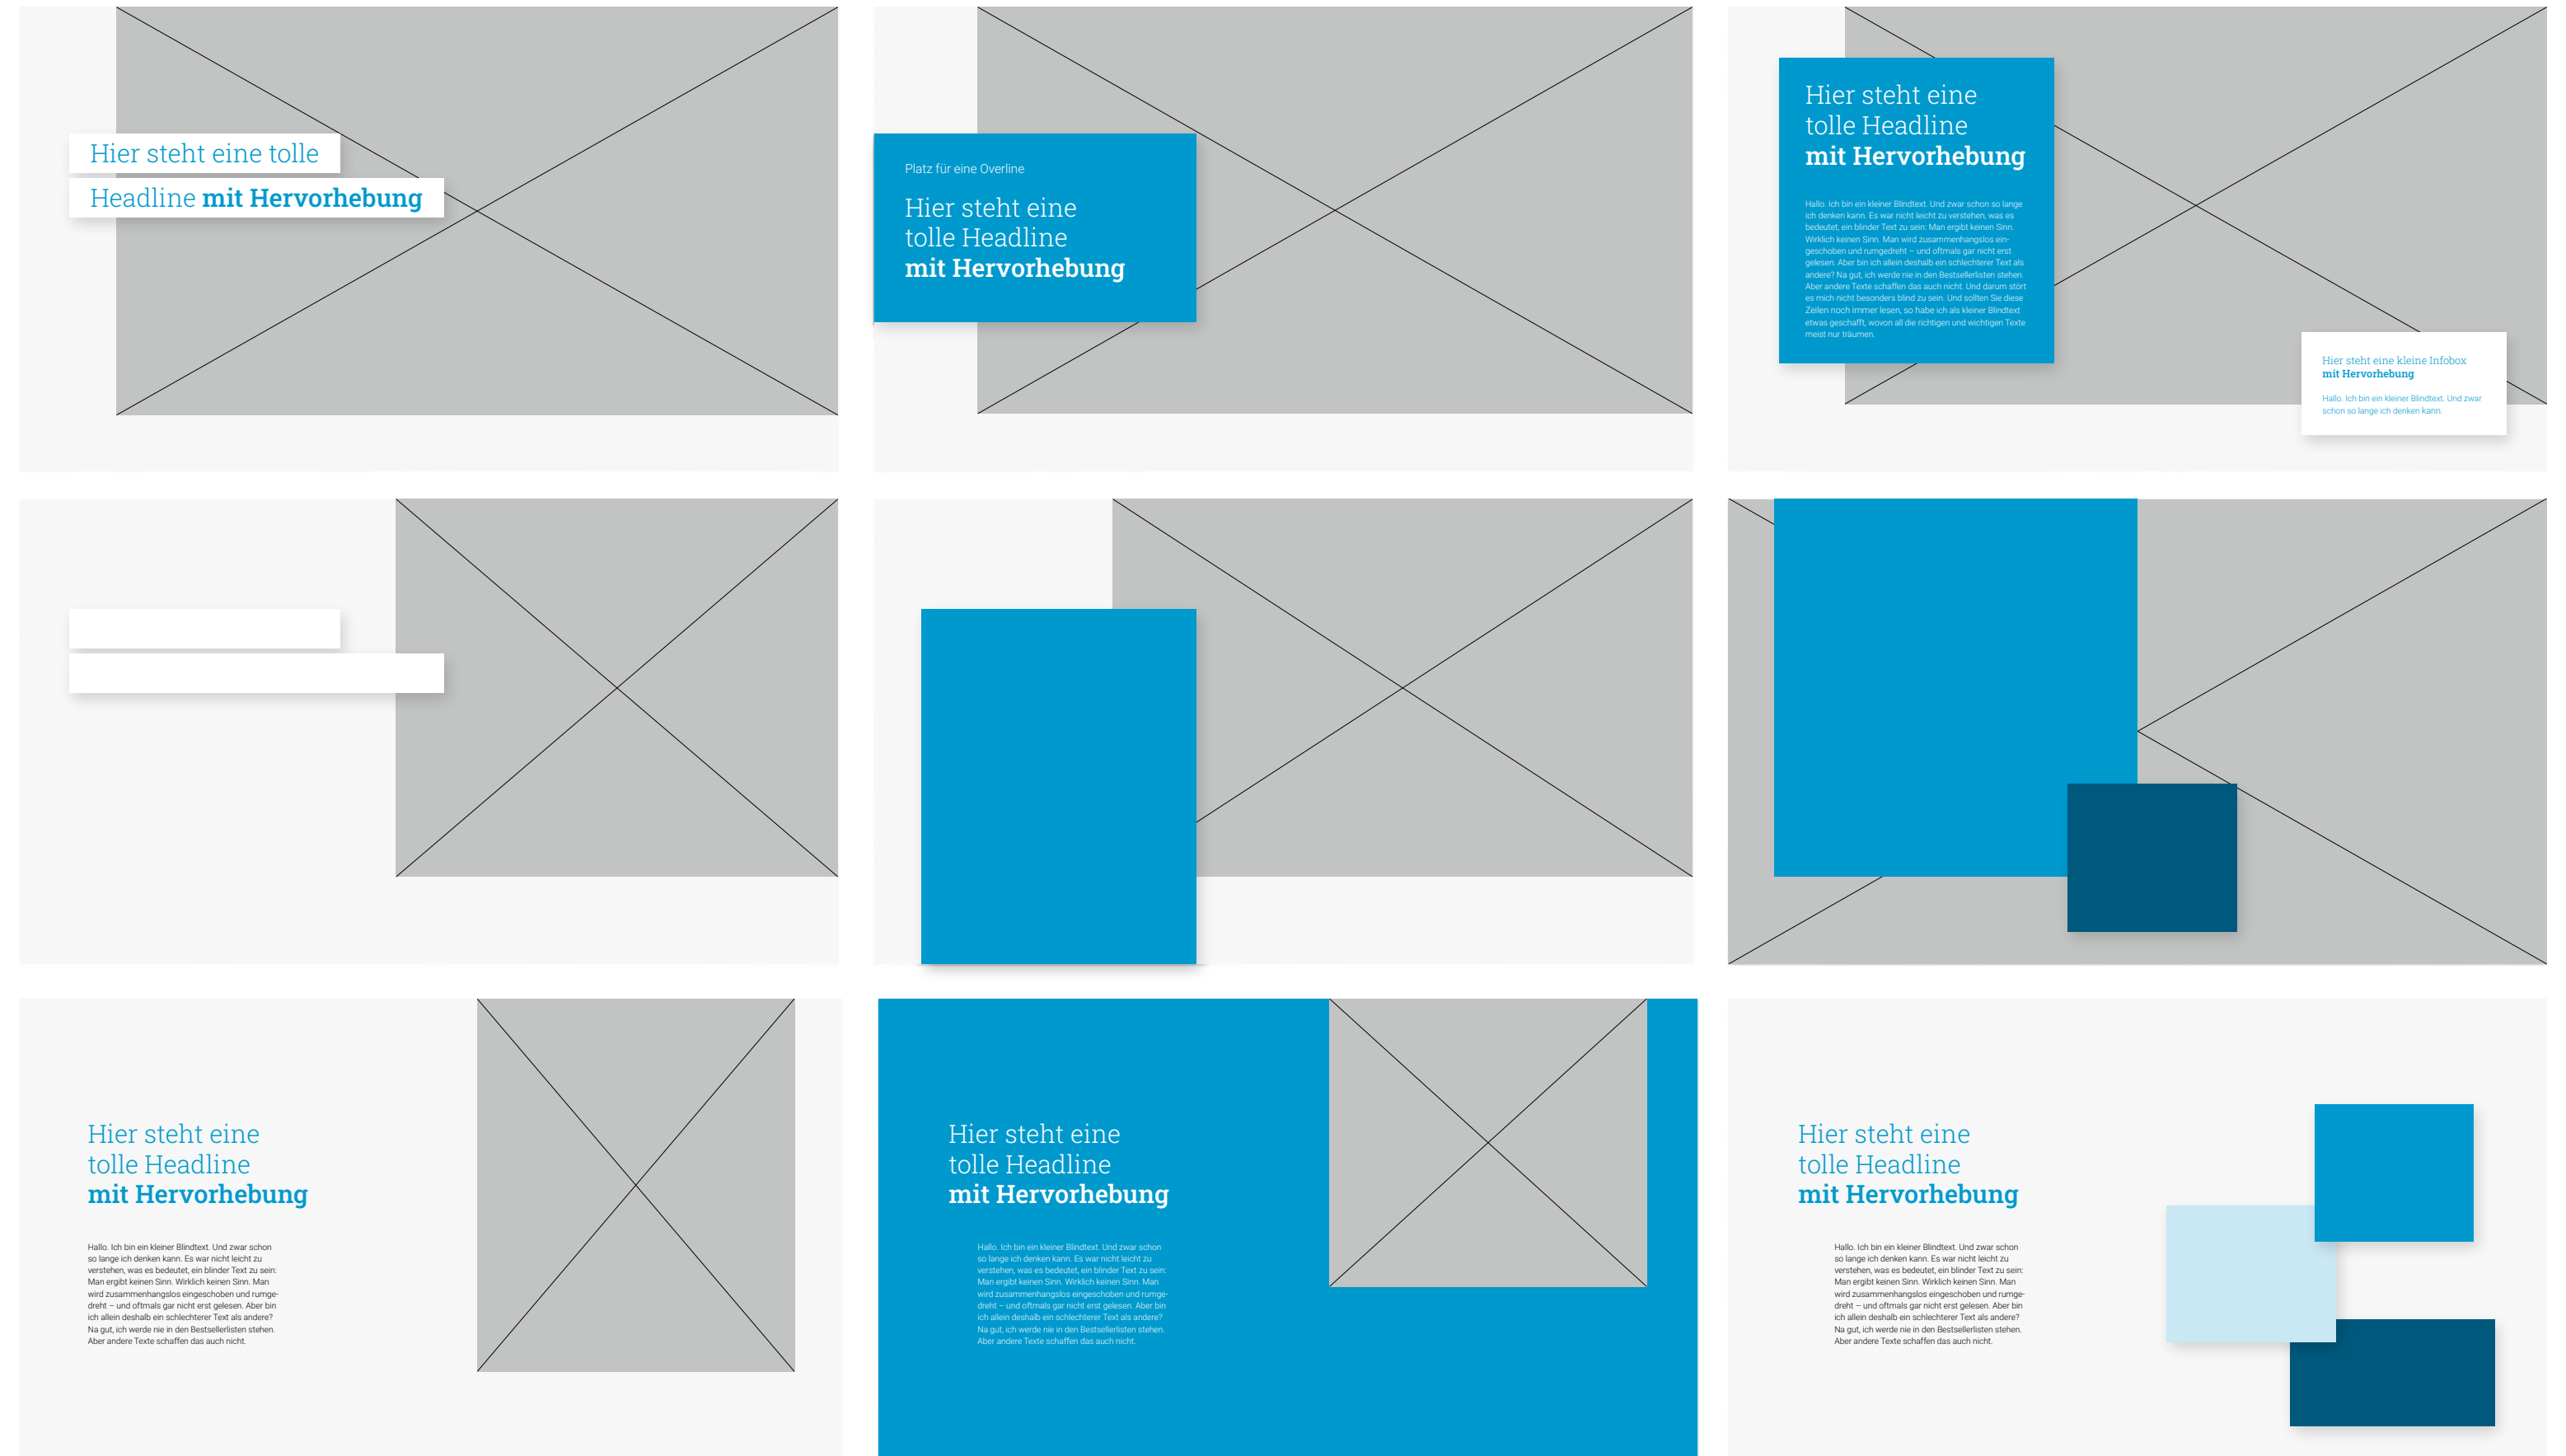 Hier steht eine tolle
Headline mit Hervorhebung
Platz für eine Overline
Hier steht eine
tolle Headline
mit Hervorhebung
Hier steht eine
tolle Headline
mit Hervorhebung
Hallo. Ich bin ein kleiner Blindtext. Und zwar schon so lange
ich denken kann. Es war nicht leicht zu verstehen, was es
bedeutet, ein blinder Text zu sein: Man ergibt keinen Sinn.
Wirklich keinen Sinn. Man wird zusammenhangslos ein-
geschoben und rumgedreht – und oftmals gar nicht erst
gelesen. Aber bin ich allein deshalb ein schlechterer Text als
andere? Na gut, ich werde nie in den Bestsellerlisten stehen.
Aber andere Texte schaffen das auch nicht. Und darum stört
es mich nicht besonders blind zu sein. Und sollten Sie diese
Zeilen noch immer lesen, so habe ich als kleiner Blindtext
etwas geschafft, wovon all die richtigen und wichtigen Texte
meist nur träumen.
Hier steht eine kleine Infobox
mit Hervorhebung
Hallo. Ich bin ein kleiner Blindtext. Und zwar
schon so lange ich denken kann.
Hier steht eine
tolle Headline
mit Hervorhebung
Hallo. Ich bin ein kleiner Blindtext. Und zwar schon
so lange ich denken kann. Es war nicht leicht zu
verstehen, was es bedeutet, ein blinder Text zu sein:
Man ergibt keinen Sinn. Wirklich keinen Sinn. Man
wird zusammenhangslos eingeschoben und rumge-
dreht – und oftmals gar nicht erst gelesen. Aber bin
ich allein deshalb ein schlechterer Text als andere?
Na gut, ich werde nie in den Bestsellerlisten stehen.
Aber andere Texte schaffen das auch nicht.
Hier steht eine
tolle Headline
mit Hervorhebung
Hallo. Ich bin ein kleiner Blindtext. Und zwar schon
so lange ich denken kann. Es war nicht leicht zu
verstehen, was es bedeutet, ein blinder Text zu sein:
Man ergibt keinen Sinn. Wirklich keinen Sinn. Man
wird zusammenhangslos eingeschoben und rumge-
dreht – und oftmals gar nicht erst gelesen. Aber bin
ich allein deshalb ein schlechterer Text als andere?
Na gut, ich werde nie in den Bestsellerlisten stehen.
Aber andere Texte schaffen das auch nicht.
Hier steht eine
tolle Headline
mit Hervorhebung
Hallo. Ich bin ein kleiner Blindtext. Und zwar schon
so lange ich denken kann. Es war nicht leicht zu
verstehen, was es bedeutet, ein blinder Text zu sein:
Man ergibt keinen Sinn. Wirklich keinen Sinn. Man
wird zusammenhangslos eingeschoben und rumge-
dreht – und oftmals gar nicht erst gelesen. Aber bin
ich allein deshalb ein schlechterer Text als andere?
Na gut, ich werde nie in den Bestsellerlisten stehen.
Aber andere Texte schaffen das auch nicht.